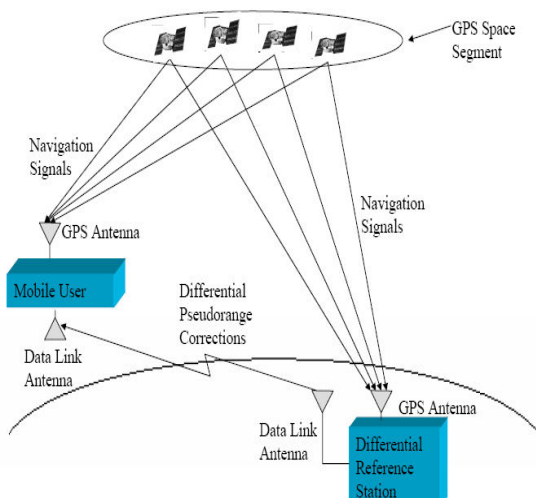 GPS Space
Segment
Navigation
Signals
Navigation
Signals
GPS Antenna
Mobile User
Differential
Pseudorange
Corrections
Data Link
Antenna
GPS Antenna
Data Link
Antenna
Differential
Reference
Station